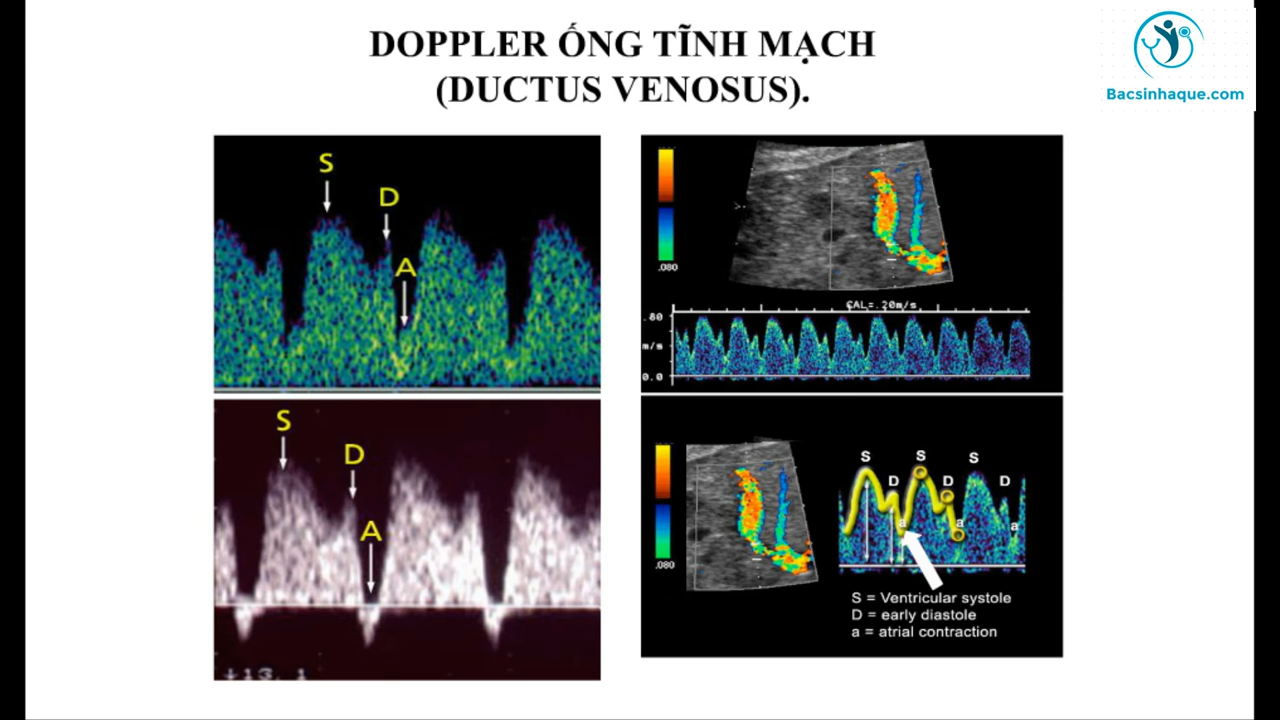 DOPPLER ỐNG TĨNH MẠCH
(DUCTUS VENOSUS).
Bacsinhaque.com
S
D
A
S
D
A
.080
CAL=.20m/s
.80
m/s
0.0
.080
S
S
S
D
D
D
a
a
a
S = Ventricular systole
D = early diastole
a = atrial contraction